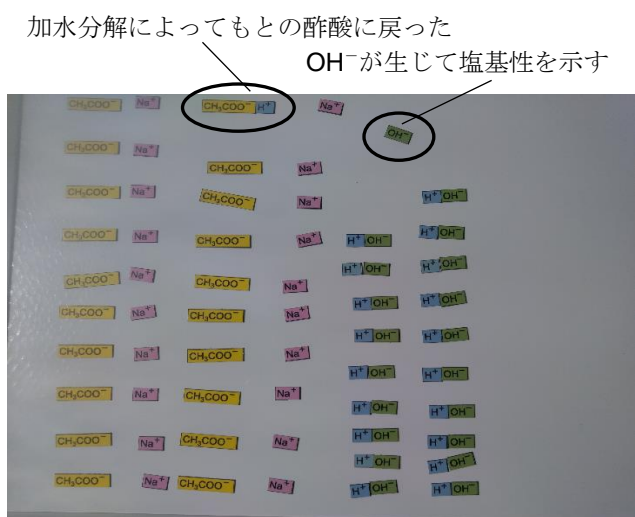 加水分解によってもとの酢酸に戻った
OH⁻が生じて塩基性を示す
CH₃COO⁻ Na⁺ CH₃COO⁻ H⁺ Na⁺
OH⁻
CH₃COO⁻ Na⁺ CH₃COO⁻ Na⁺
CH₃COO⁻ Na⁺ CH₃COO⁻ Na⁺ H⁺ OH⁻
CH₃COO⁻ Na⁺ CH₃COO⁻ Na⁺ H⁺ OH⁻ H⁺ OH⁻
CH₃COO⁻ Na⁺ CH₃COO⁻ Na⁺ H⁺ OH⁻ H⁺ OH⁻
CH₃COO⁻ Na⁺ CH₃COO⁻ Na⁺ H⁺ OH⁻ H⁺ OH⁻
H⁺ OH⁻ H⁺ OH⁻
CH₃COO⁻ Na⁺ CH₃COO⁻ Na⁺ H⁺ OH⁻ H⁺ OH⁻
CH₃COO⁻ Na⁺ CH₃COO⁻ Na⁺ H⁺ OH⁻ H⁺ OH⁻
CH₃COO⁻ Na⁺ CH₃COO⁻ Na⁺ H⁺ OH⁻ H⁺ OH⁻
H⁺ OH⁻ H⁺ OH⁻
CH₃COO⁻ Na⁺ CH₃COO⁻ Na⁺ H⁺ OH⁻ H⁺ OH⁻